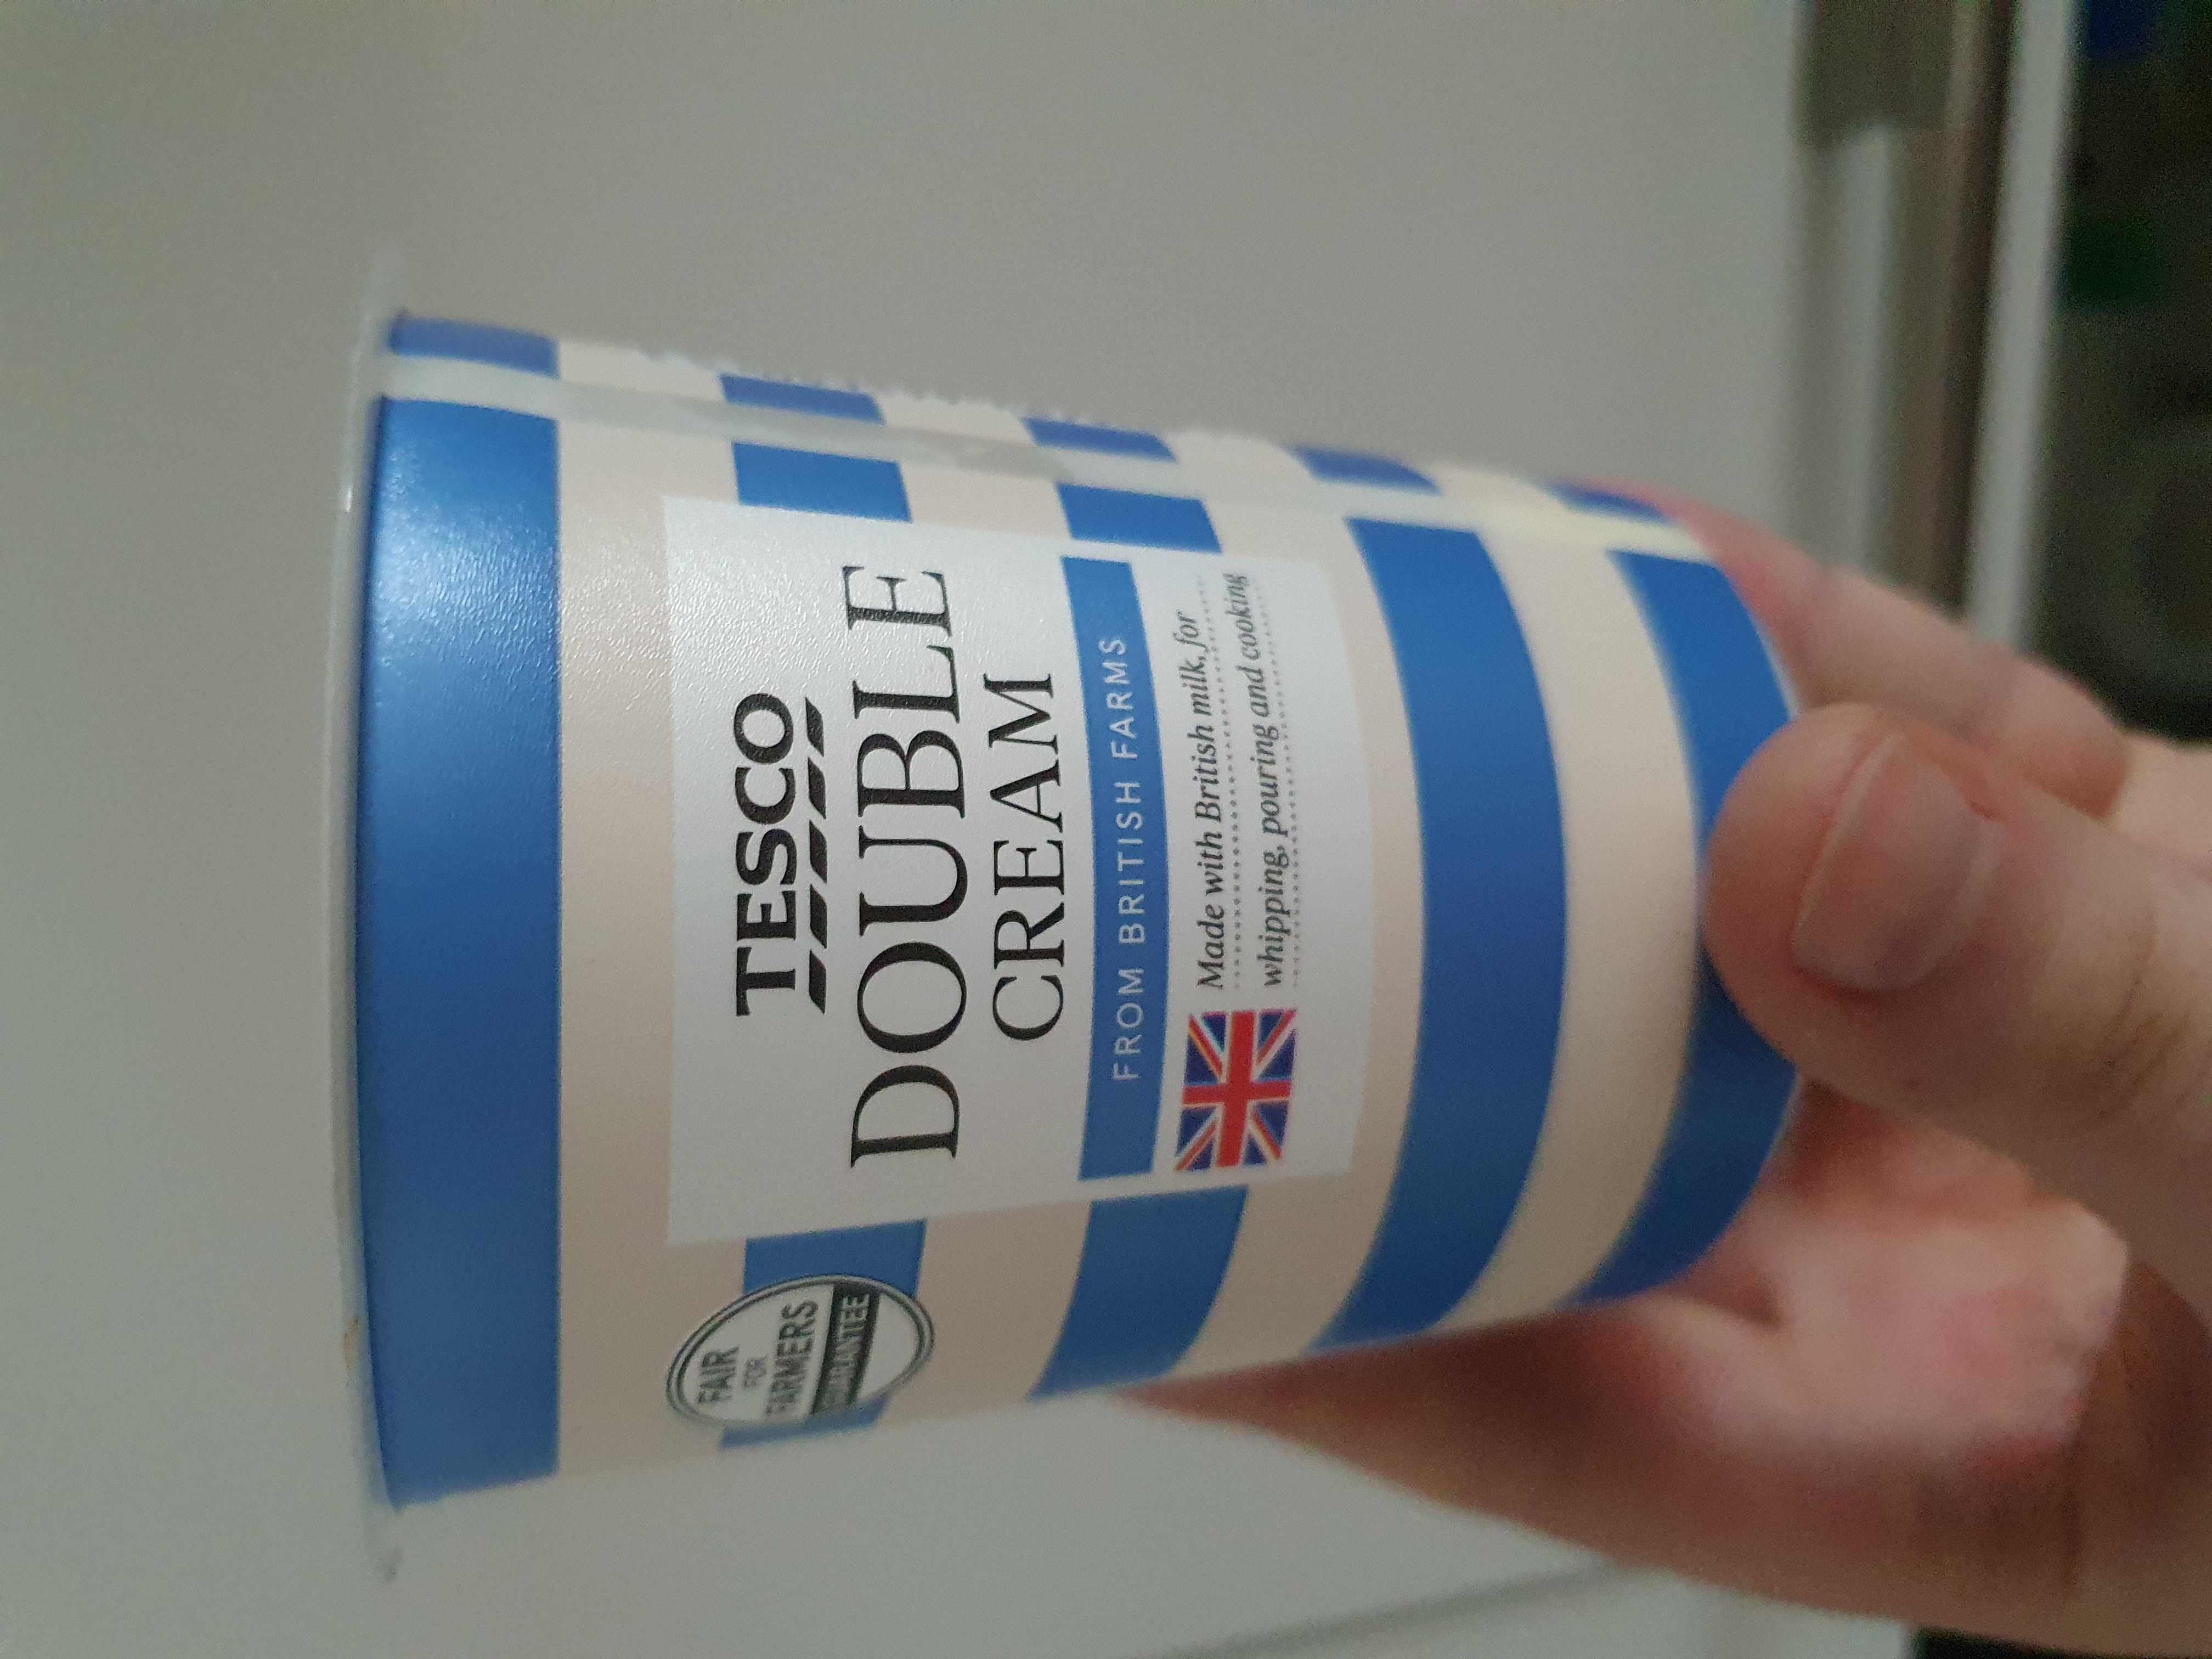 TESCO
DOUBLE
CREAM
FROM BRITISH FARMS
Made with British milk, for
whipping, pouring and cooking
FAIR
FOR
FARMERS
GUARANTEE